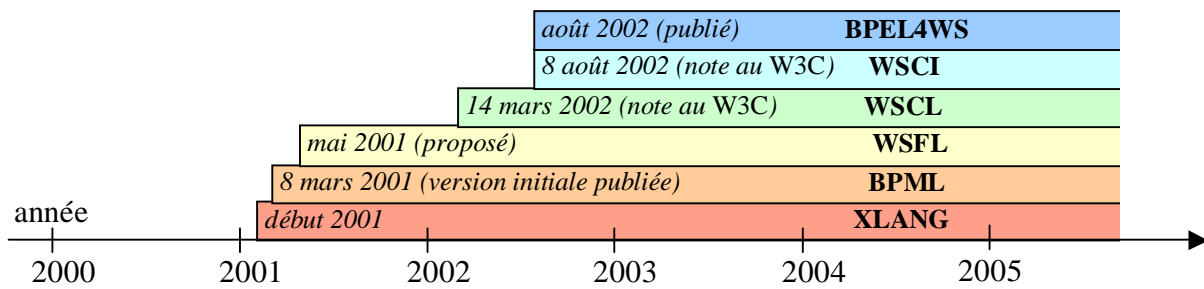 août 2002 (publié) BPEL4WS
8 août 2002 (note au W3C) WSCI
14 mars 2002 (note au W3C) WSCL
mai 2001 (proposé) WSFL
8 mars 2001 (version initiale publiée) BPML
année
début 2001 XLANG
2000 2001 2002 2003 2004 2005